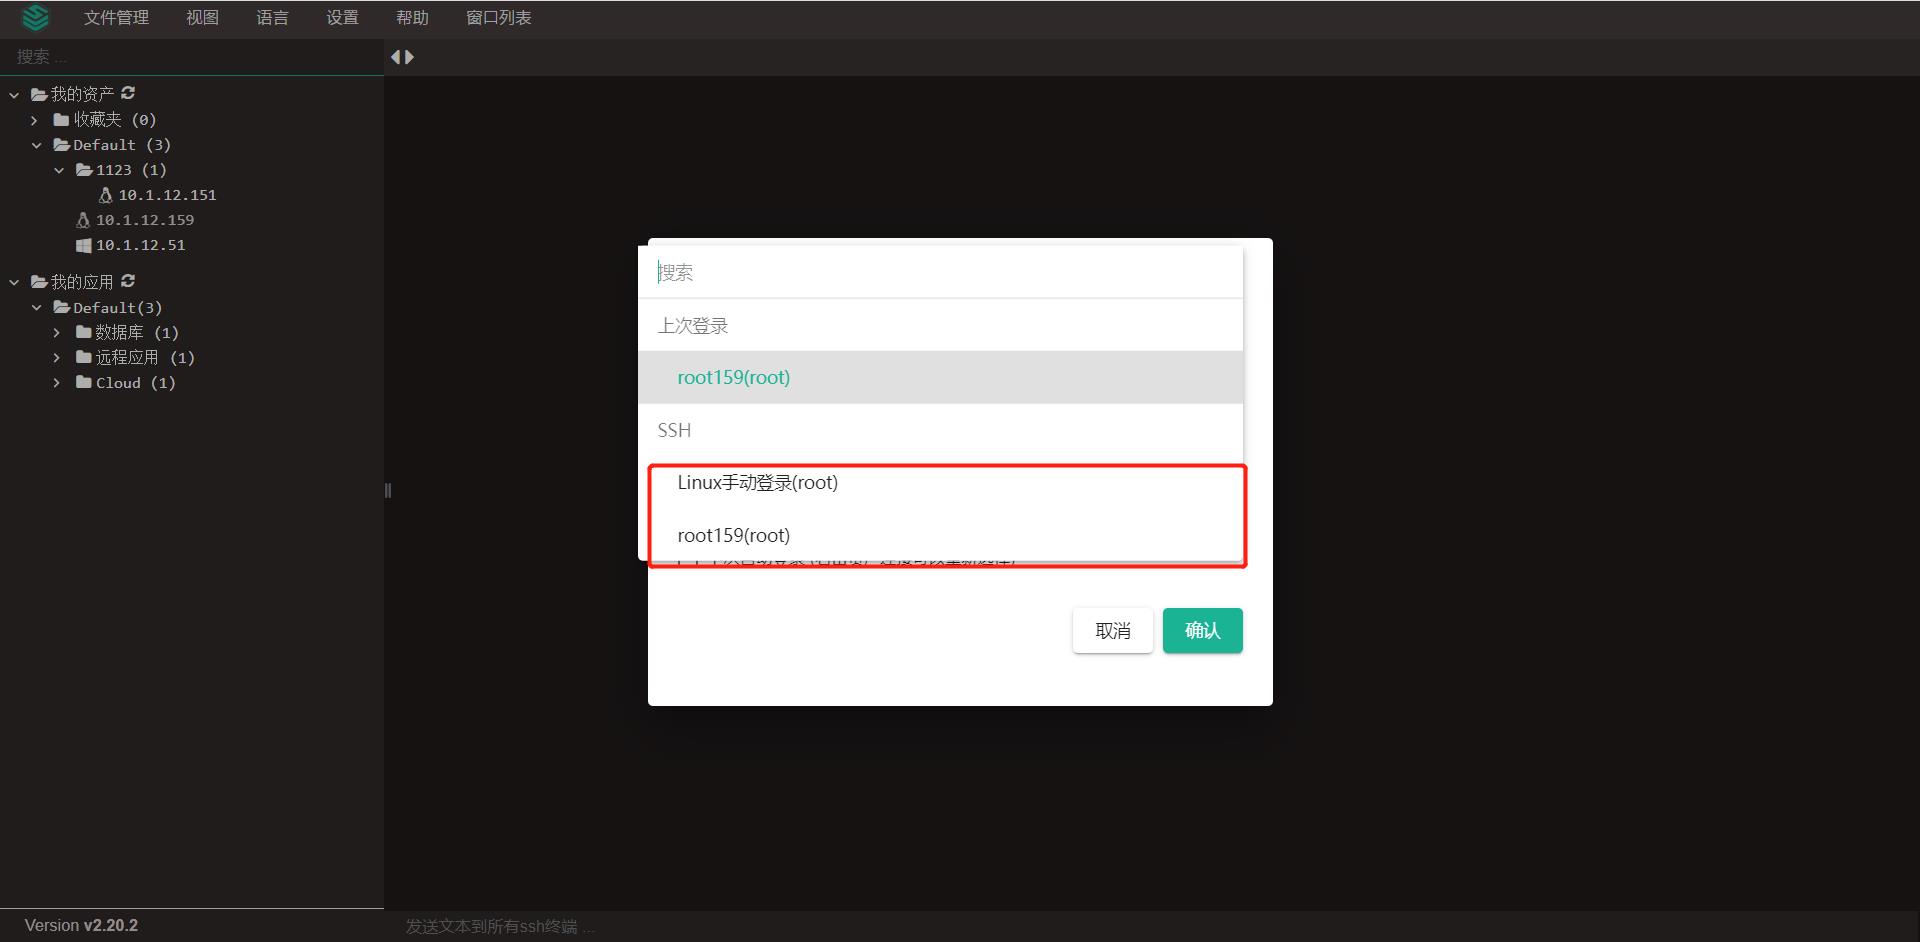 文件管理 视图 语言 设置 帮助 窗口列表
搜索 ...
我的资产
收藏夹 (0)
Default (3)
1123 (1)
10.1.12.151
10.1.12.159
10.1.12.51
我的应用
Default(3)
数据库 (1)
远程应用 (1)
Cloud (1)
搜索
上次登录
root159(root)
SSH
Linux手动登录(root)
root159(root)
取消 确认
Version v2.20.2
发送文本到所有ssh终端 ...